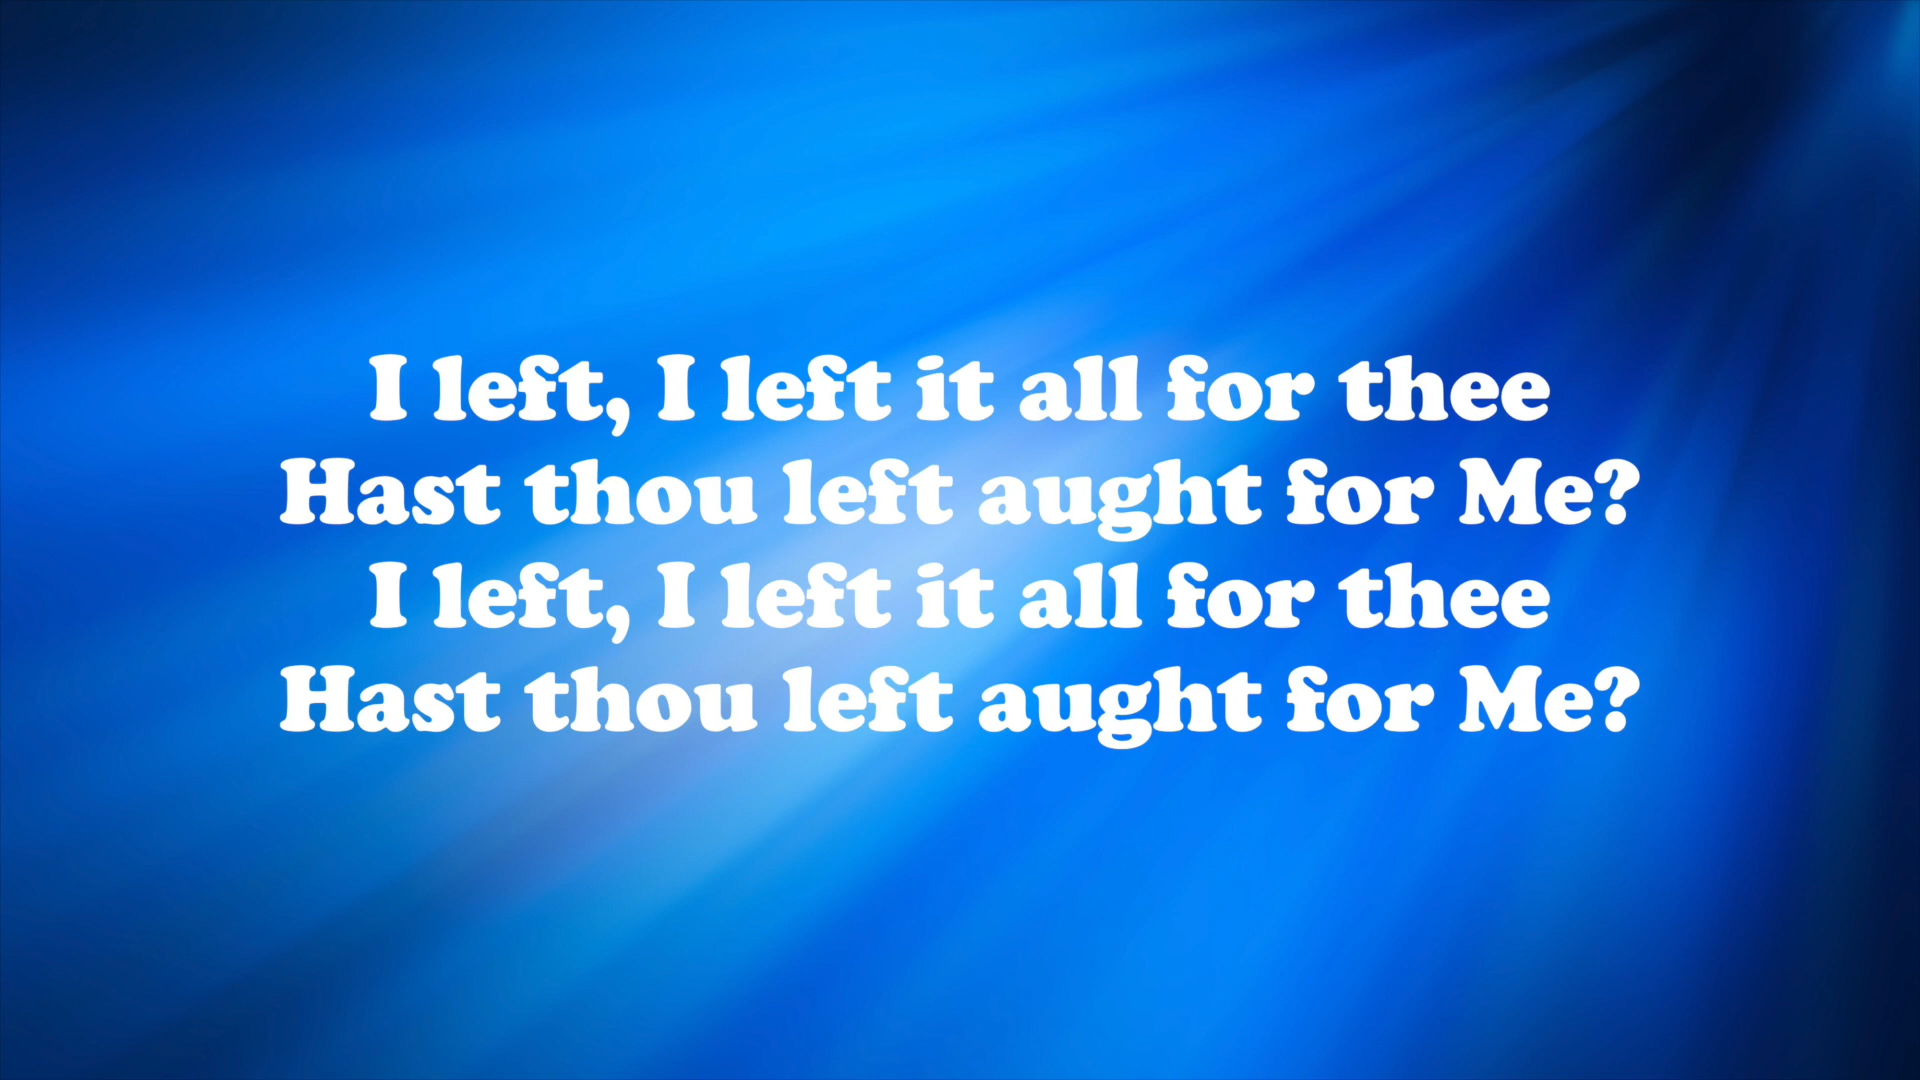 I left, I left it all for thee
Hast thou left aught for Me?
I left, I left it all for thee
Hast thou left aught for Me?